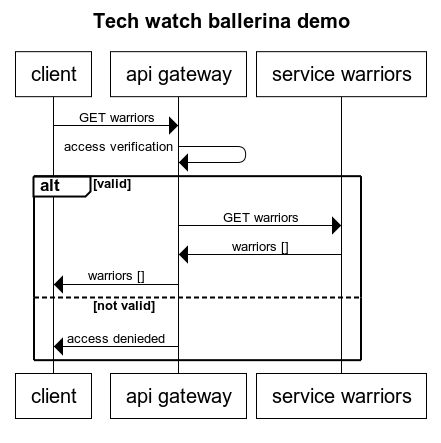 Tech watch ballerina demo
client api gateway service warriors
GET warriors
access verification
alt [valid]
GET warriors
warriors []
warriors []
[not valid]
access denieded
client api gateway service warriors